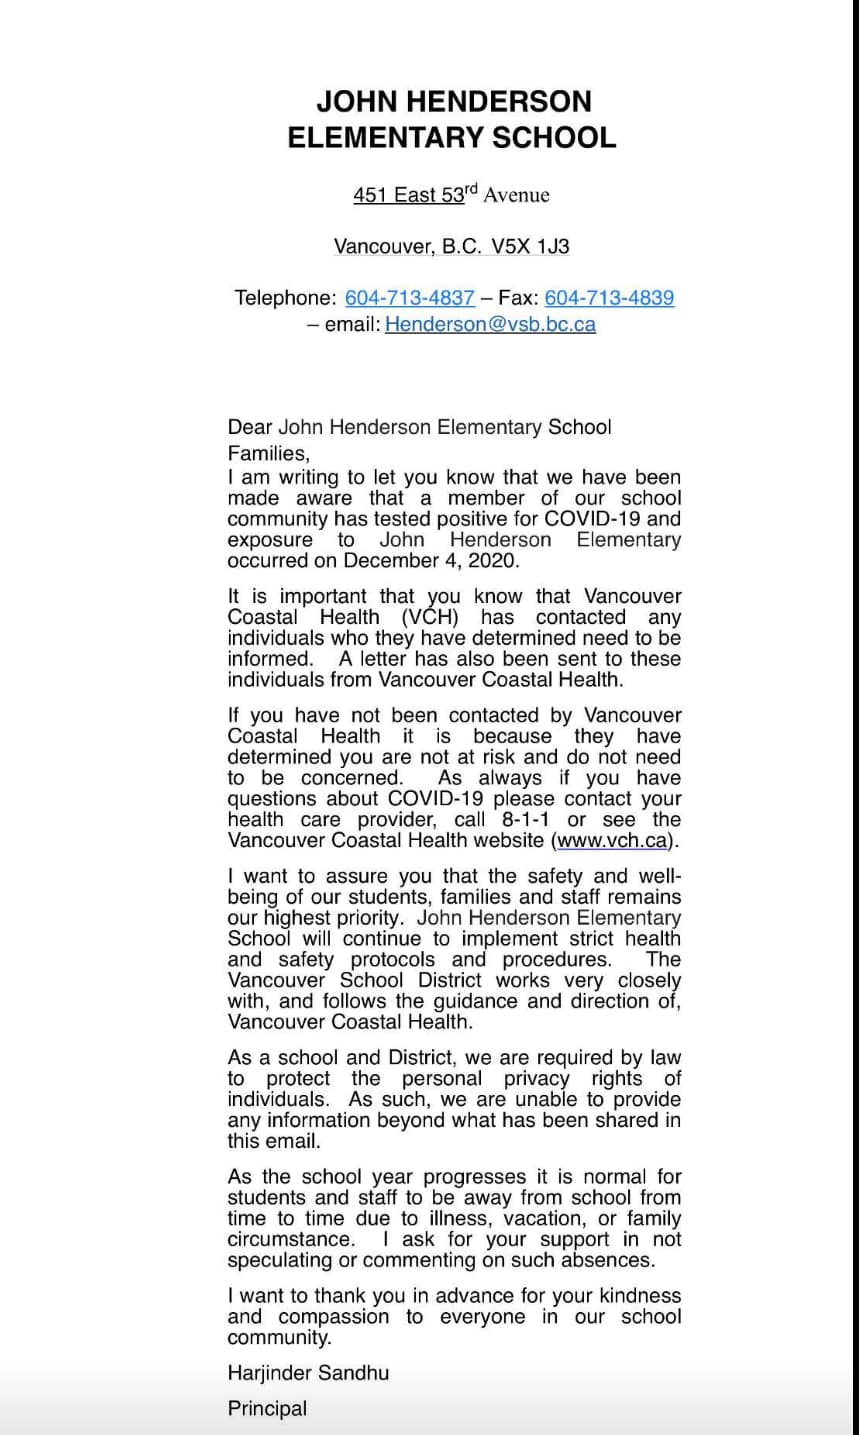 JOHN HENDERSON
ELEMENTARY SCHOOL
451 East 53rd Avenue
Vancouver, B.C. V5X 1J3
Telephone: 604-713-4837 – Fax: 604-713-4839
– email: Henderson@vsb.bc.ca
Dear John Henderson Elementary School
Families,
I am writing to let you know that we have been
made aware that a member of our school
community has tested positive for COVID-19 and
exposure to John Henderson Elementary
occurred on December 4, 2020.
It is important that you know that Vancouver
Coastal Health (VCH) has contacted any
individuals who they have determined need to be
informed. A letter has also been sent to these
individuals from Vancouver Coastal Health.
If you have not been contacted by Vancouver
Coastal Health it is because they have
determined you are not at risk and do not need
to be concerned. As always if you have
questions about COVID-19 please contact your
health care provider, call 8-1-1 or see the
Vancouver Coastal Health website (www.vch.ca).
I want to assure you that the safety and well-
being of our students, families and staff remains
our highest priority. John Henderson Elementary
School will continue to implement strict health
and safety protocols and procedures. The
Vancouver School District works very closely
with, and follows the guidance and direction of,
Vancouver Coastal Health.
As a school and District, we are required by law
to protect the personal privacy rights of
individuals. As such, we are unable to provide
any information beyond what has been shared in
this email.
As the school year progresses it is normal for
students and staff to be away from school from
time to time due to illness, vacation, or family
circumstance. I ask for your support in not
speculating or commenting on such absences.
I want to thank you in advance for your kindness
and compassion to everyone in our school
community.
Harjinder Sandhu
Principal